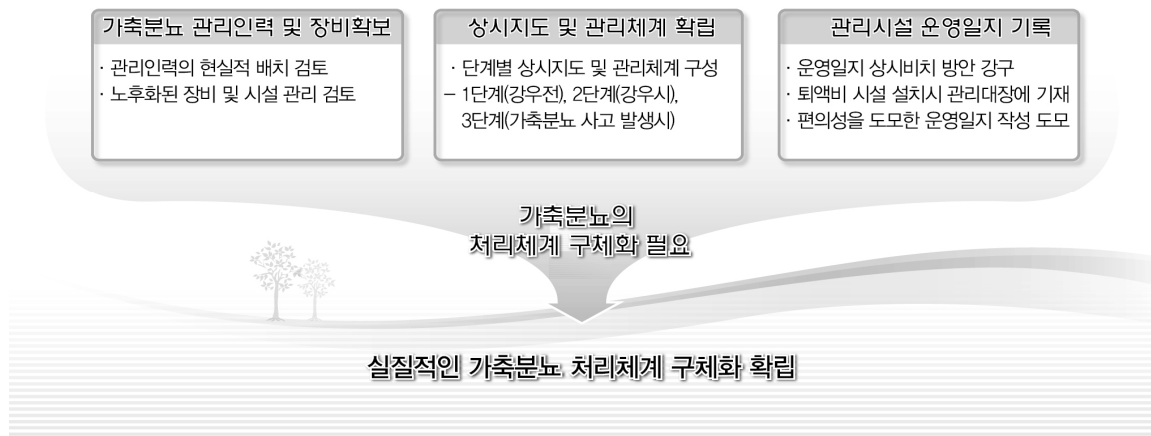 가축분뇨 관리인력 및 장비확보
· 관리인력의 현실적 배치 검토
· 노후화된 장비 및 시설 관리 검토
상시지도 및 관리체계 확립
· 단계별 상시지도 및 관리체계 구성
– 1단계(강우전), 2단계(강우시),
3단계(가축분뇨 사고 발생시)
관리시설 운영일지 기록
· 운영일지 상시비치 방안 강구
· 퇴액비 시설 설치시 관리대장에 기재
· 편의성을 도모한 운영일지 작성 도모
가축분뇨의
처리체계 구체화 필요
실질적인 가축분뇨 처리체계 구체화 확립